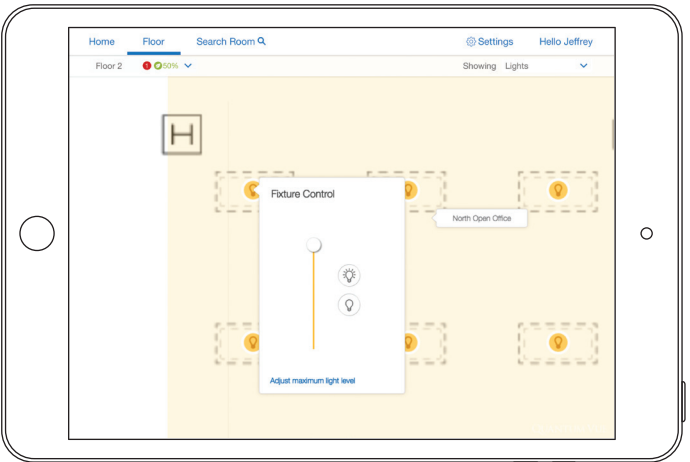 Home Floor Search Room Settings Hello Jeffrey
Floor 2 1 50% Showing Lights
H
Fixture Control
North Open Office
Adjust maximum light level